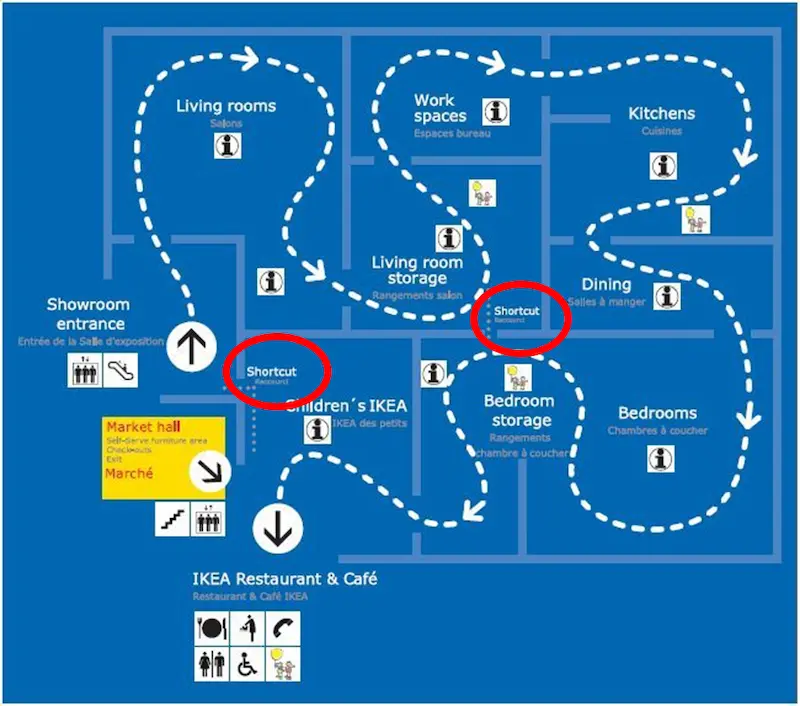 Living rooms
Salons
Work
spaces
Espaces bureau
Kitchens
Cuisines
Living room
storage
Rangements salon
Dining
Salles à manger
Showroom
entrance
Entrée de la Salle d'exposition
Shortcut
Raccourci
Shortcut
Raccourci
Children´s IKEA
IKEA des petits
Bedroom
storage
Rangements
chambre à coucher
Bedrooms
Chambres à coucher
Market hall
Self-Serve furniture area
Check-outs
Exit
Marché
IKEA Restaurant & Café
Restaurant & Café IKEA